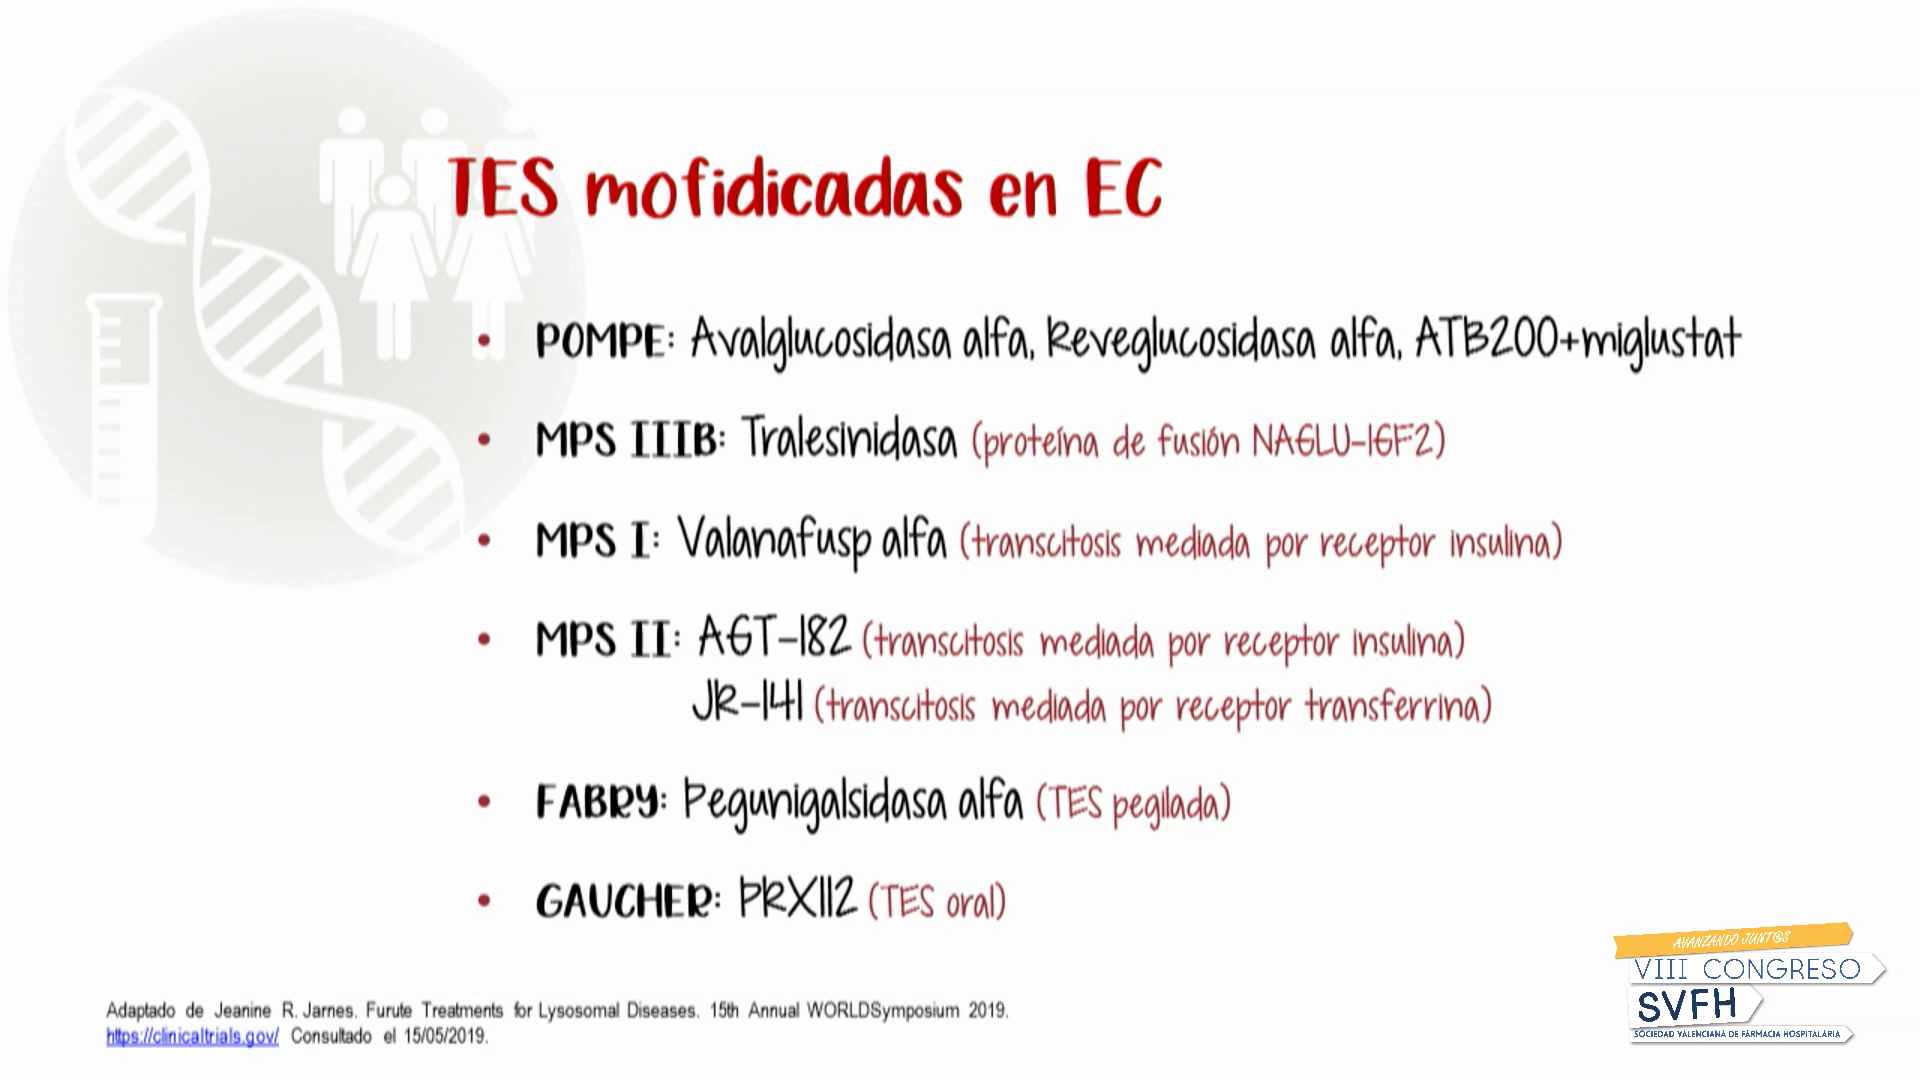 TES mofidicadas en EC
• POMPE: Avalglucosidasa alfa, Reveglucosidasa alfa, ATB200+miglustat
• MPS IIIB: Tralesinidasa (proteína de fusión NAGLU-IGF2)
• MPS I: Valanafusp alfa (transcitosis mediada por receptor insulina)
• MPS II: AGT-182 (transcitosis mediada por receptor insulina)
JR-141 (transcitosis mediada por receptor transferrina)
• FABRY: Pegunigalsidasa alfa (TES pegilada)
• GAUCHER: PRX112 (TES oral)
Adaptado de Jeanine R. Jarnes. Furute Treatments for Lysosomal Diseases. 15th Annual WORLDSymposium 2019.
https://clinicaltrials.gov/ Consultado el 15/05/2019.
AVANZANDO JUNT@S
VIII CONGRESO
SVFH
SOCIEDAD VALENCIANA DE FARMACIA HOSPITALARIA